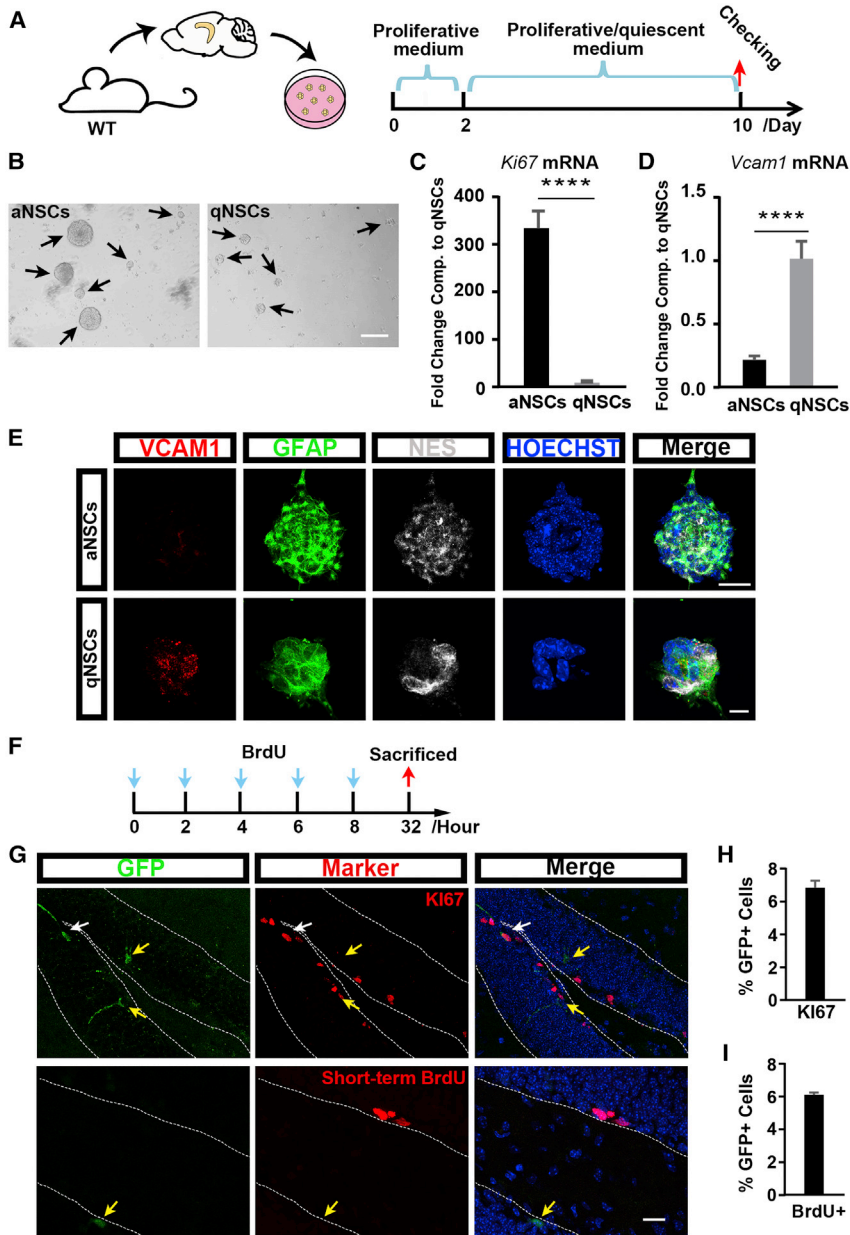 A
WT
Proliferative medium
Proliferative/quiescent medium
Checking
0 2 10 /Day
B
aNSCs
qNSCs
C
Ki67 mRNA
****
Fold Change Comp. to qNSCs
400
300
200
100
0
aNSCs qNSCs
D
Vcam1 mRNA
****
Fold Change Comp. to qNSCs
1.5
1.0
0.5
0.0
aNSCs qNSCs
E
VCAM1 GFAP NES HOECHST Merge
aNSCs
qNSCs
F
BrdU
Sacrificed
0 2 4 6 8 32 /Hour
G
GFP Marker Merge
KI67
Short-term BrdU
H
% GFP+ Cells
8
6
4
2
0
KI67
I
% GFP+ Cells
8
6
4
2
0
BrdU+